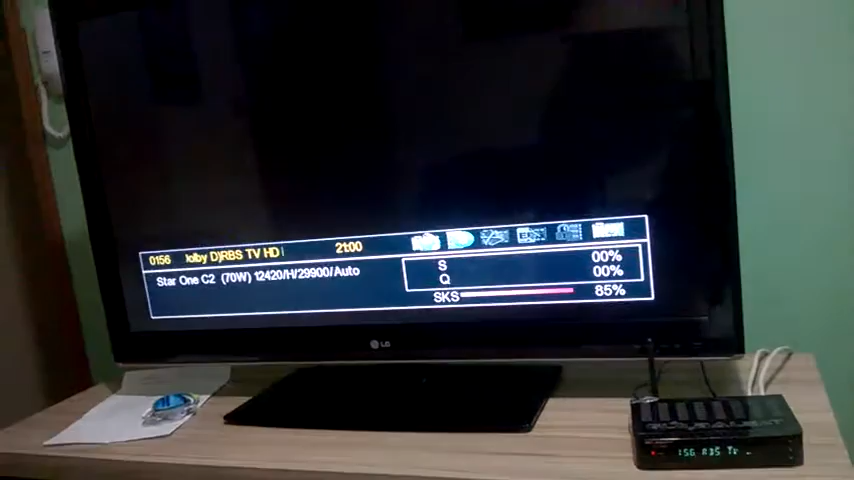 0156 olby D)RBS TV HD 21:00
Star One C2 (70W) 12420/H/29900/Auto
S 00%
Q 00%
SKS 85%
LG
156 RBS TV